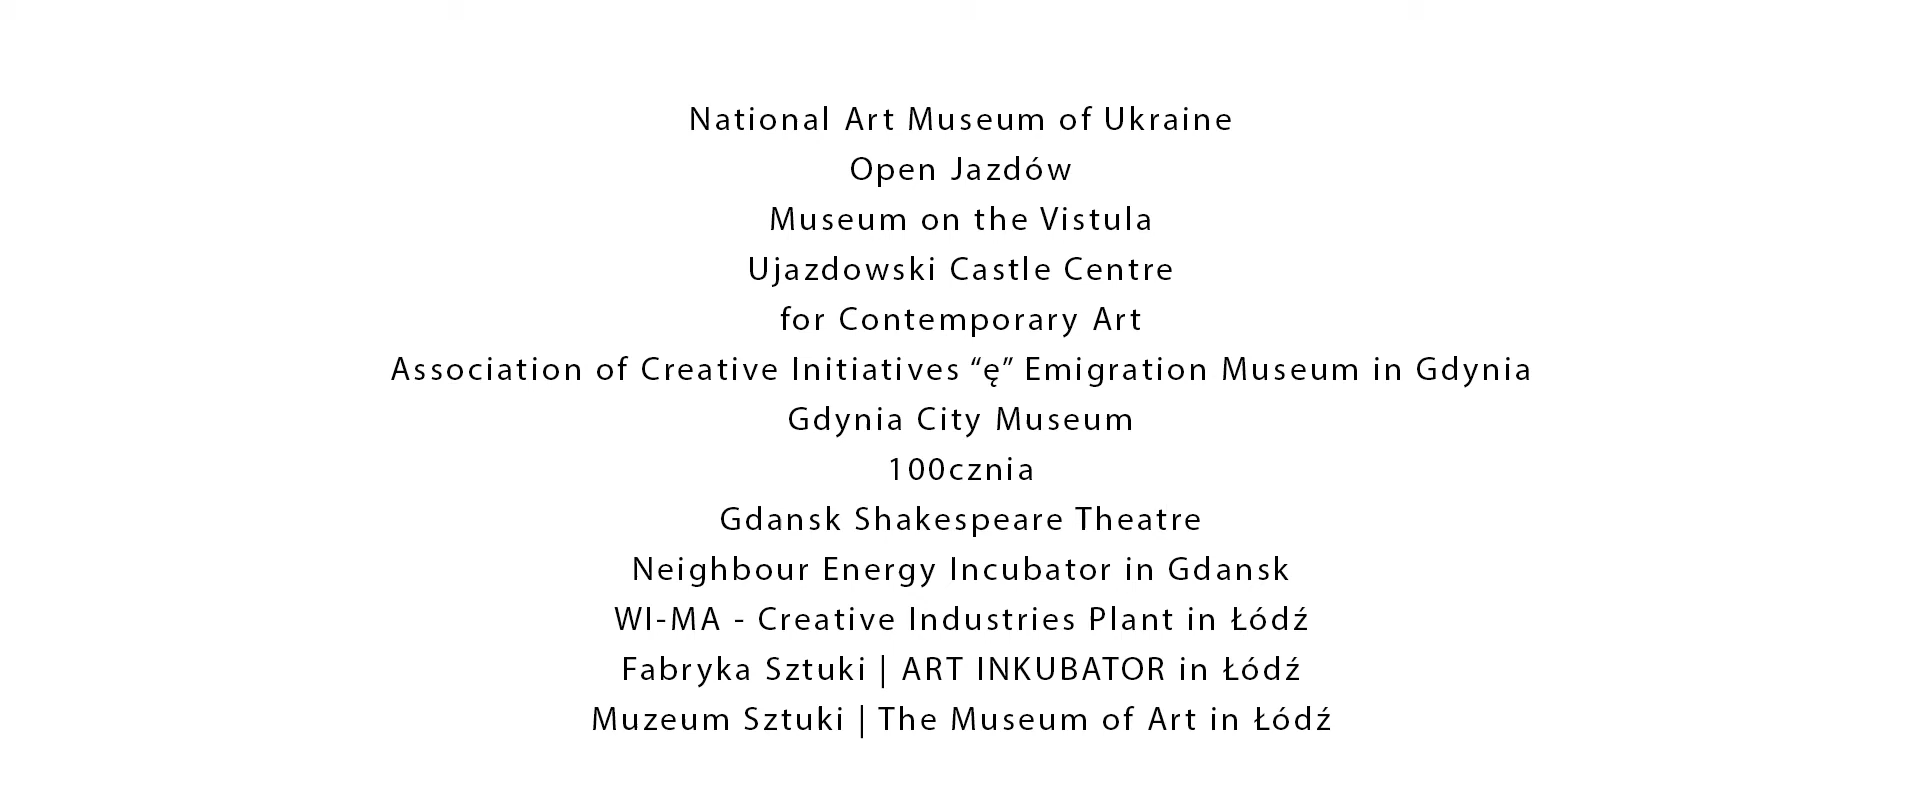 National Art Museum of Ukraine
Open Jazdów
Museum on the Vistula
Ujazdowski Castle Centre
for Contemporary Art
Association of Creative Initiatives “ę” Emigration Museum in Gdynia
Gdynia City Museum
100cznia
Gdansk Shakespeare Theatre
Neighbour Energy Incubator in Gdansk
WI-MA - Creative Industries Plant in Łódź
Fabryka Sztuki | ART INKUBATOR in Łódź
Muzeum Sztuki | The Museum of Art in Łódź